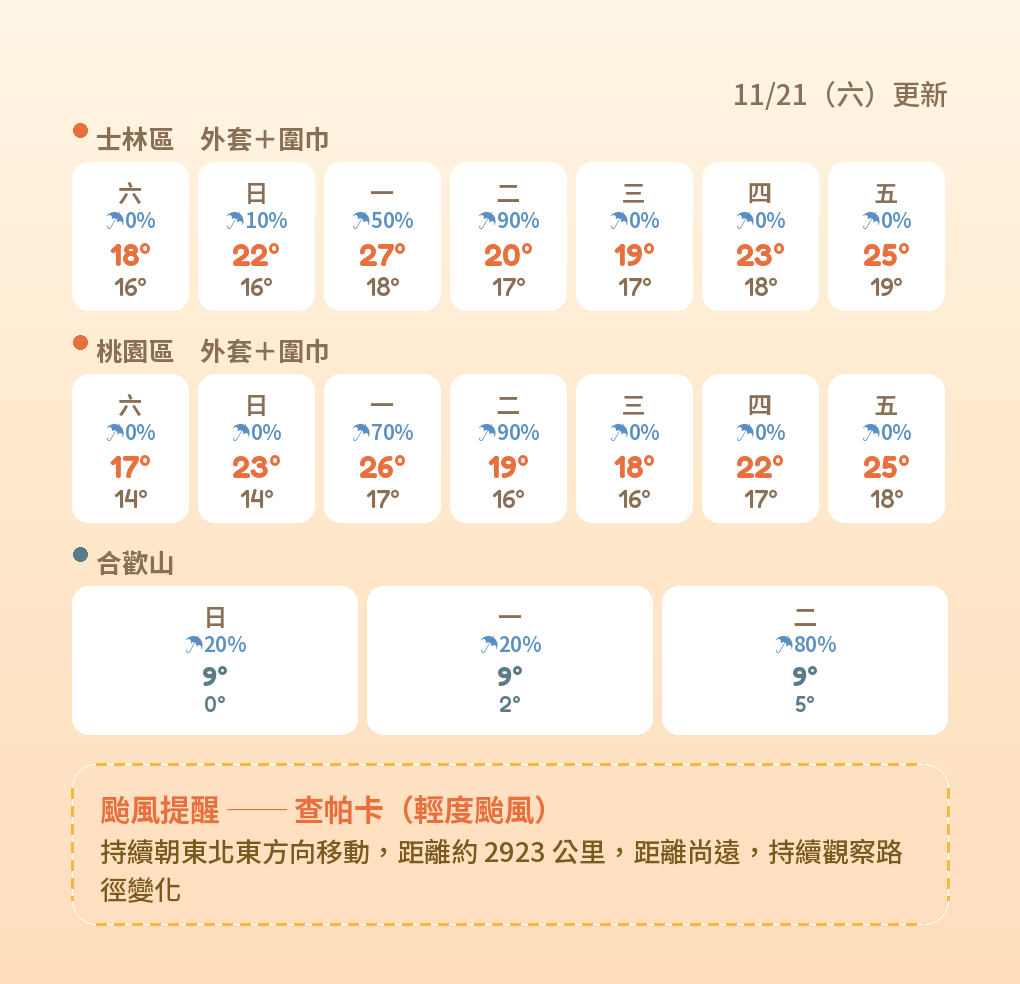 11/21（六）更新
士林區　外套＋圍巾
六 日 一 二 三 四 五
☂0% ☂10% ☂50% ☂90% ☂0% ☂0% ☂0%
18° 22° 27° 20° 19° 23° 25°
16° 16° 18° 17° 17° 18° 19°
桃園區　外套＋圍巾
六 日 一 二 三 四 五
☂0% ☂0% ☂70% ☂90% ☂0% ☂0% ☂0%
17° 23° 26° 19° 18° 22° 25°
14° 14° 17° 16° 16° 17° 18°
合歡山
日 一 二
☂20% ☂20% ☂80%
9° 9° 9°
0° 2° 5°
颱風提醒 —— 查帕卡（輕度颱風）
持續朝東北東方向移動，距離約 2923 公里，距離尚遠，持續觀察路
徑變化